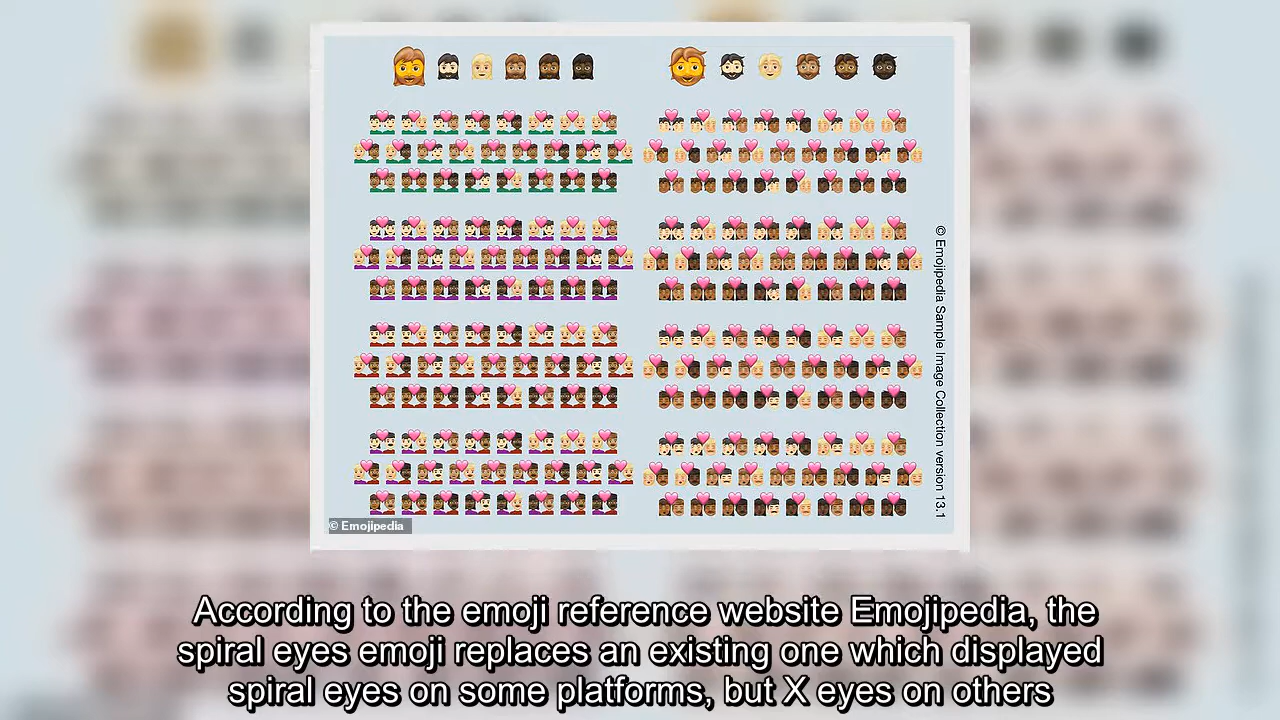 © Emojipedia Sample Image Collection version 13.1
© Emojipedia
According to the emoji reference website Emojipedia, the
spiral eyes emoji replaces an existing one which displayed
spiral eyes on some platforms, but X eyes on others